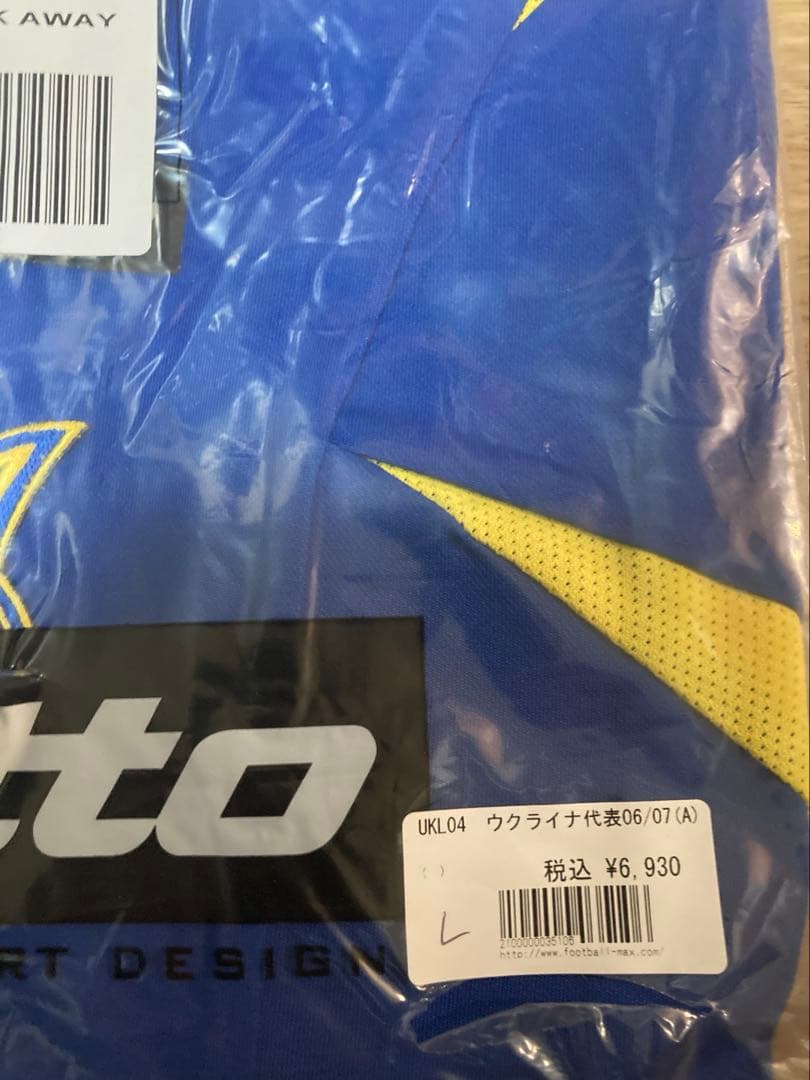 K AWAY
tto
RT DESIGN
UKL04 ウクライナ代表06/07(A)
税込 ¥6,930
( )
L
2100000035106
http://www.football-max.com/